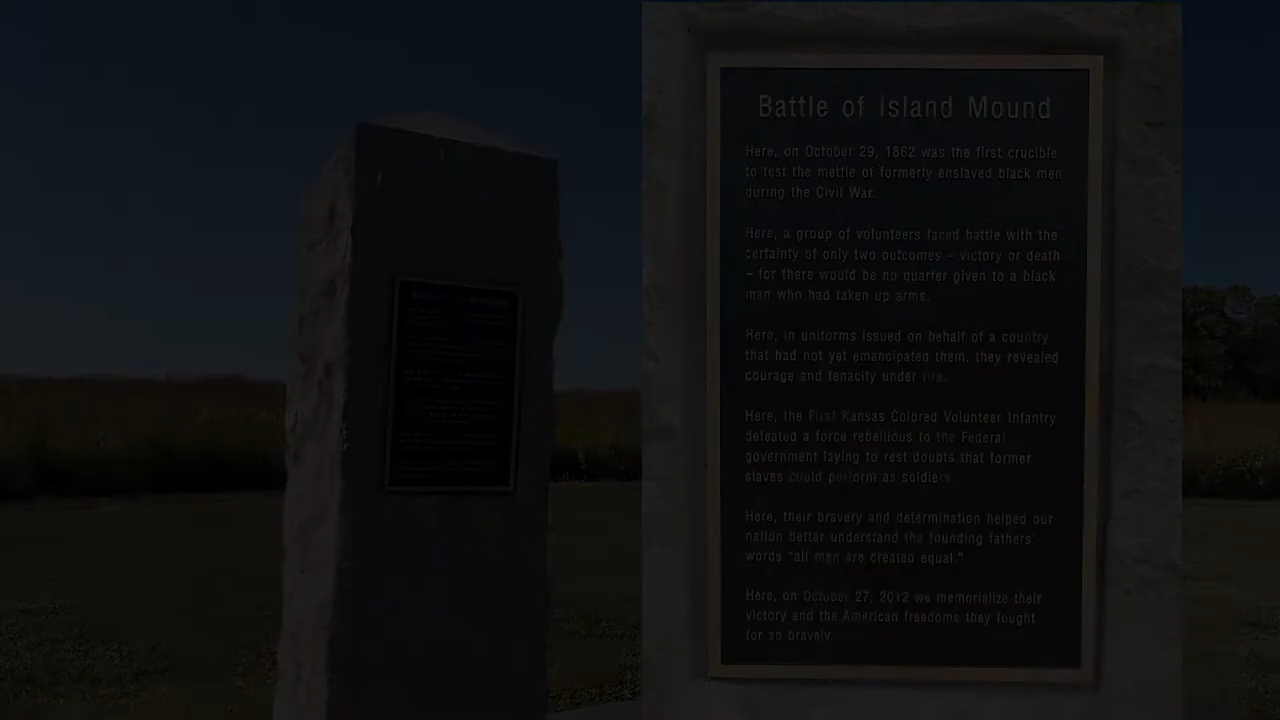 Battle of Island Mound
Here, on October 29, 1862 was the first crucible
to test the mettle of formerly enslaved black men
during the Civil War.
Here, a group of volunteers faced battle with the
certainty of only two outcomes – victory or death
– for there would be no quarter given to a black
man who had taken up arms.
Here, in uniforms issued on behalf of a country
that had not yet emancipated them, they revealed
courage and tenacity under fire.
Here, the First Kansas Colored Volunteer Infantry
defeated a force rebellious to the Federal
government laying to rest doubts that former
slaves could perform as soldiers
Here, their bravery and determination helped our
nation better understand the founding fathers'
words "all men are created equal."
Here, on October 27, 2012 we memorialize their
victory and the American freedoms they fought
for so bravely